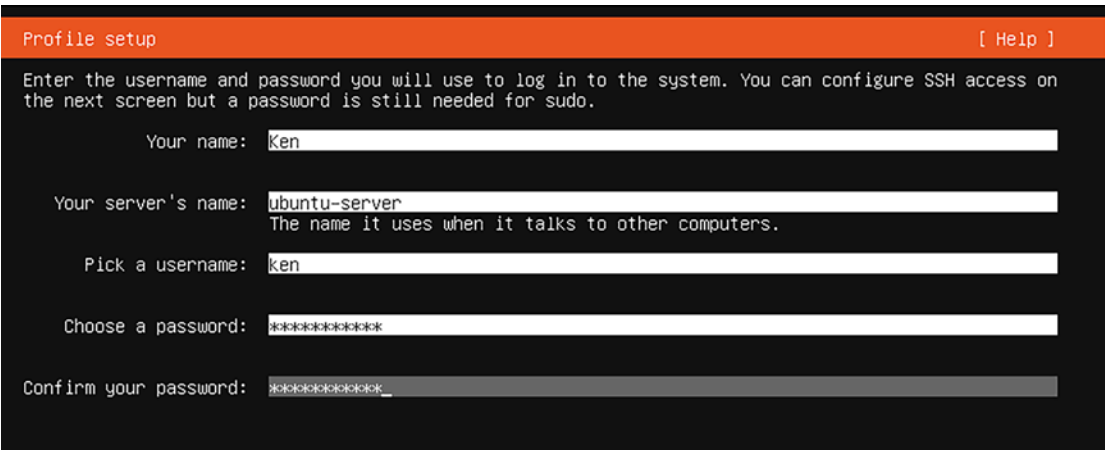 Profile setup [ Help ]
Enter the username and password you will use to log in to the system. You can configure SSH access on
the next screen but a password is still needed for sudo.
Your name: Ken
Your server's name: ubuntu-server
The name it uses when it talks to other computers.
Pick a username: ken
Choose a password: ***********
Confirm your password: ***********_